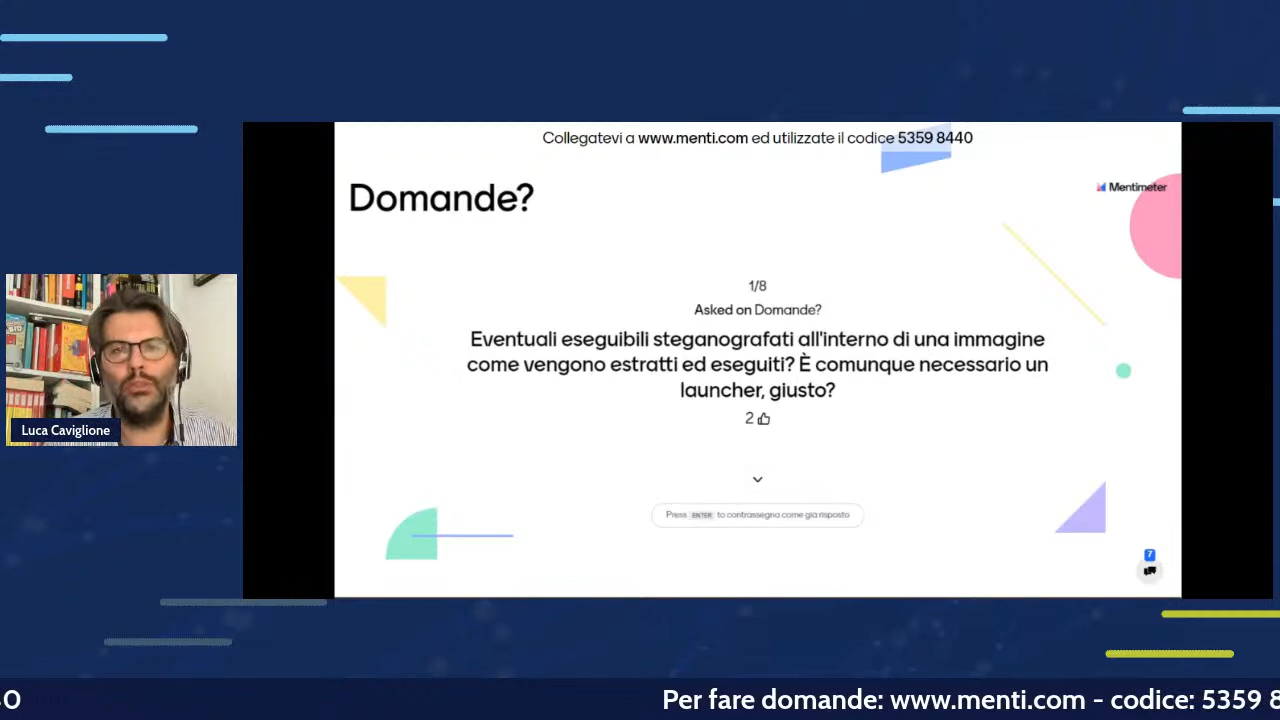 Collegatevi a www.menti.com ed utilizzate il codice 5359 8440
Domande?
Mentimeter
1/8
Asked on Domande?
Eventuali eseguibili steganografati all'interno di una immagine
come vengono estratti ed eseguiti? È comunque necessario un
launcher, giusto?
2
Luca Caviglione
Press ENTER to contrassegna come già risposto
7
40
Per fare domande: www.menti.com - codice: 5359 8